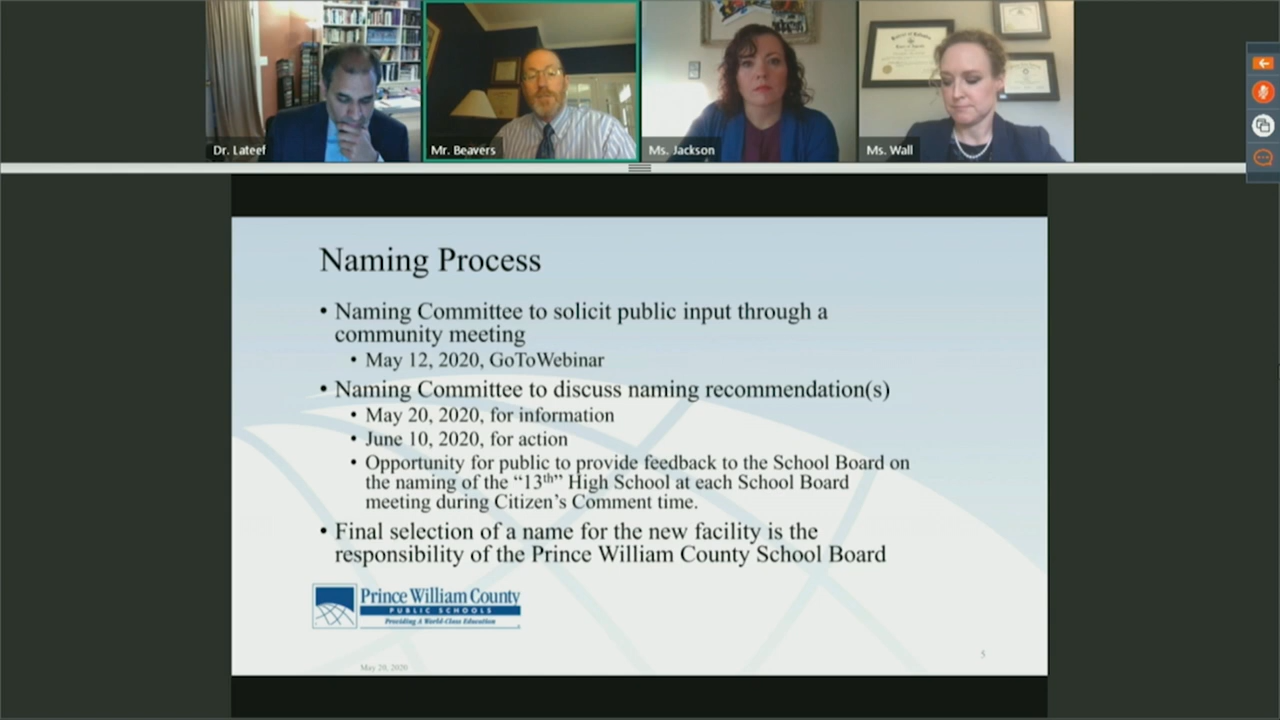 Dr. Lateef
Mr. Beavers
Ms. Jackson
Ms. Wall
Naming Process
• Naming Committee to solicit public input through a
community meeting
• May 12, 2020, GoToWebinar
• Naming Committee to discuss naming recommendation(s)
• May 20, 2020, for information
• June 10, 2020, for action
• Opportunity for public to provide feedback to the School Board on
the naming of the “13th” High School at each School Board
meeting during Citizen’s Comment time.
• Final selection of a name for the new facility is the
responsibility of the Prince William County School Board
Prince William County
PUBLIC SCHOOLS
Providing A World-Class Education
May 20, 2020
5